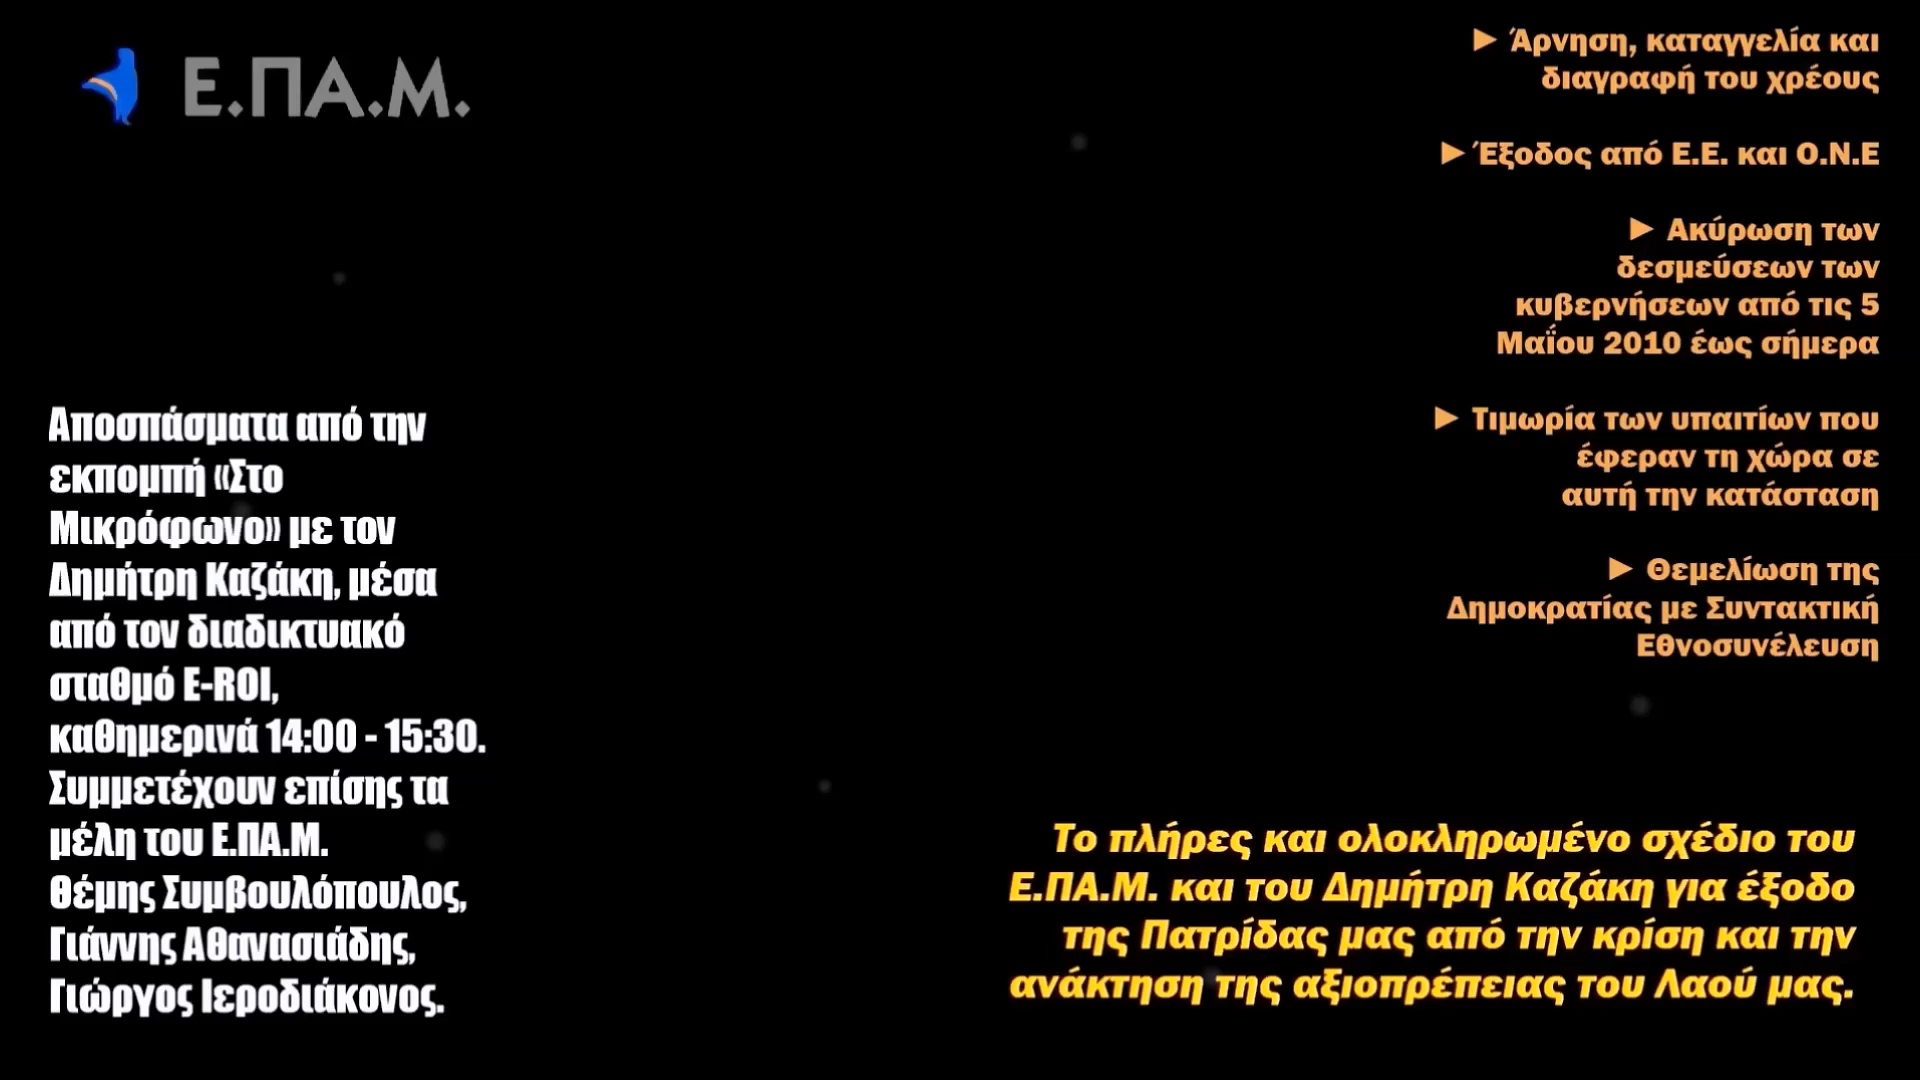 Ε.ΠΑ.Μ.
► Άρνηση, καταγγελία και
διαγραφή του χρέους
► Έξοδος από Ε.Ε. και Ο.Ν.Ε
► Ακύρωση των
δεσμεύσεων των
κυβερνήσεων από τις 5
Μαΐου 2010 έως σήμερα
► Τιμωρία των υπαιτίων που
έφεραν τη χώρα σε
αυτή την κατάσταση
► Θεμελίωση της
Δημοκρατίας με Συντακτική
Εθνοσυνέλευση
Αποσπάσματα από την
εκπομπή «Στο
Μικρόφωνο» με τον
Δημήτρη Καζάκη, μέσα
από τον διαδικτυακό
σταθμό E-ROI,
καθημερινά 14:00 - 15:30.
Συμμετέχουν επίσης τα
μέλη του Ε.ΠΑ.Μ.
Θέμης Συμβουλόπουλος,
Γιάννης Αθανασιάδης,
Γιώργος Ιεροδιάκονος.
Το πλήρες και ολοκληρωμένο σχέδιο του
Ε.ΠΑ.Μ. και του Δημήτρη Καζάκη για έξοδο
της Πατρίδας μας από την κρίση και την
ανάκτηση της αξιοπρέπειας του Λαού μας.